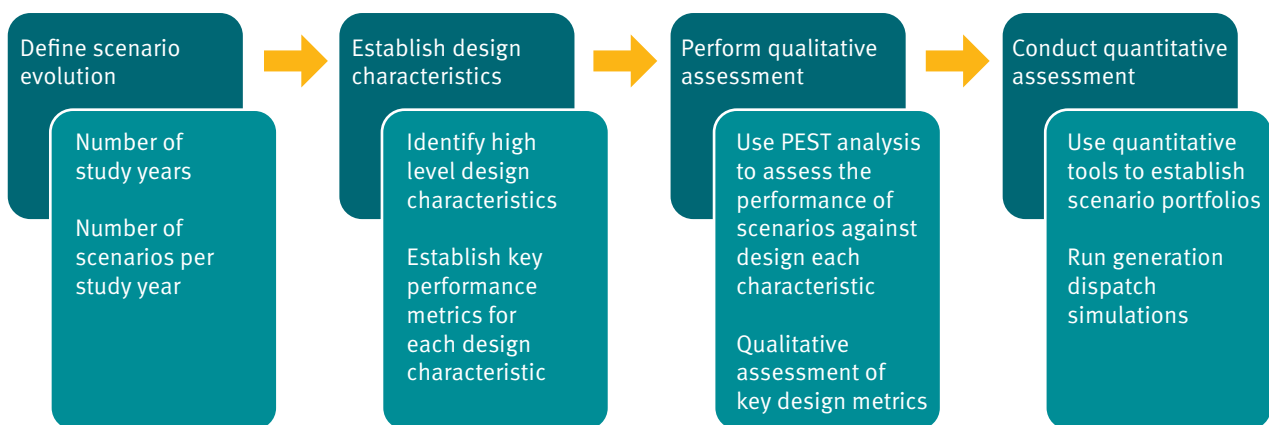 Define scenario
evolution
Number of
study years
Number of
scenarios per
study year
Establish design
characteristics
Identify high
level design
characteristics
Establish key
performance
metrics for
each design
characteristic
Perform qualitative
assessment
Use PEST analysis
to assess the
performance of
scenarios against
design each
characteristic
Qualitative
assessment of
key design metrics
Conduct quantitative
assessment
Use quantitative
tools to establish
scenario portfolios
Run generation
dispatch
simulations